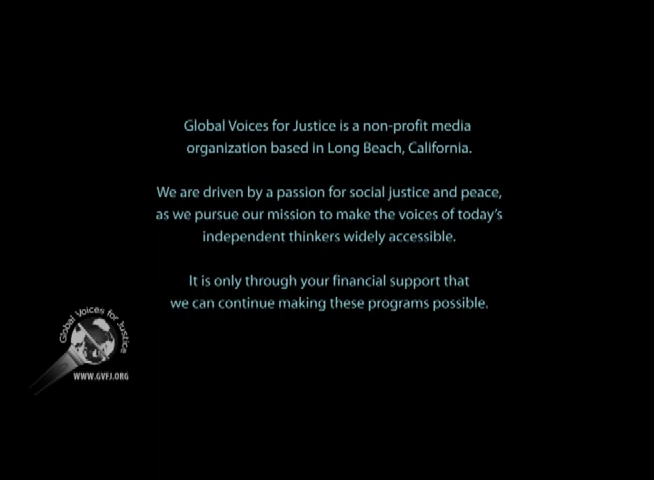 Global Voices for Justice is a non-profit media
organization based in Long Beach, California.
We are driven by a passion for social justice and peace,
as we pursue our mission to make the voices of today's
independent thinkers widely accessible.
It is only through your financial support that
we can continue making these programs possible.
Global Voices for Justice
WWW.GVFJ.ORG